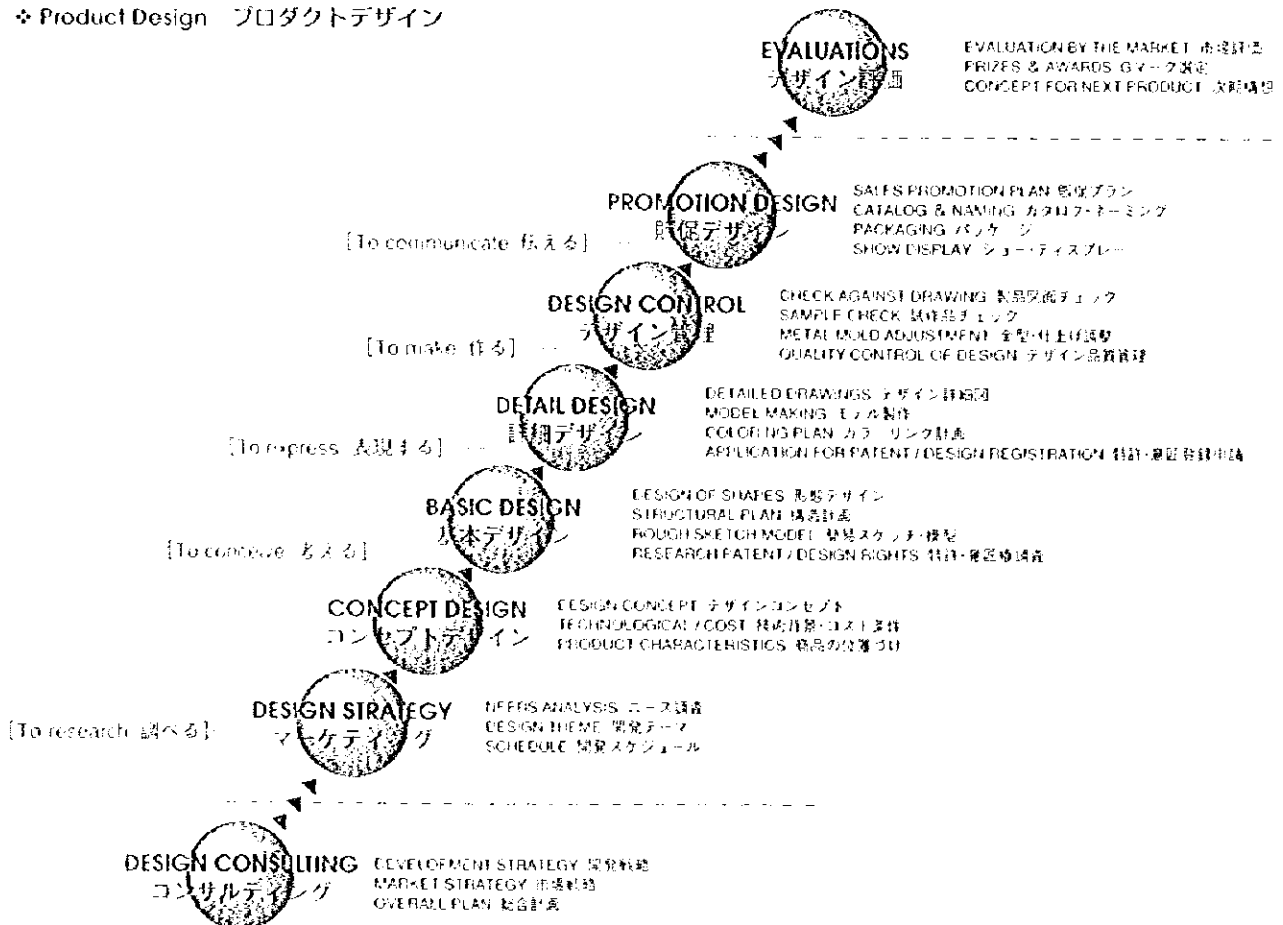 Product Design プロダクトデザイン
EVALUATIONS
デザイン評価
EVALUATION BY THE MARKET 市場評価
PRIZES & AWARDS Gマーク選定
CONCEPT FOR NEXT PRODUCT 次期構想
PROMOTION DESIGN
販促デザイン
SALES PROMOTION PLAN 販促プラン
CATALOG & NAMING カタログ・ネーミング
PACKAGING パッケージ
SHOW DISPLAY ショー・ディスプレー
[To communicate 伝える]
DESIGN CONTROL
デザイン管理
CHECK AGAINST DRAWING 製品図面チェック
SAMPLE CHECK 試作品チェック
METAL MOLD ADJUSTMENT 金型・仕上げ調整
QUALITY CONTROL OF DESIGN デザイン品質管理
[To make 作る]
DETAIL DESIGN
詳細デザイン
DETAILED DRAWINGS デザイン詳細図
MODEL MAKING モデル製作
COLORING PLAN カラーリング計画
APPLICATION FOR PATENT / DESIGN REGISTRATION 特許・意匠登録申請
[To express 表現する]
BASIC DESIGN
基本デザイン
DESIGN OF SHAPES 形態デザイン
STRUCTURAL PLAN 構造計画
ROUGH SKETCH MODEL 簡易スケッチ・模型
RESEARCH PATENT / DESIGN RIGHTS 特許・意匠権調査
[To conceive 考える]
CONCEPT DESIGN
コンセプトデザイン
DESIGN CONCEPT デザインコンセプト
TECHNOLOGICAL / COST 技術背景・コスト条件
PRODUCT CHARACTERISTICS 商品の位置づけ
DESIGN STRATEGY
マーケティング
NEEDS ANALYSIS ニーズ調査
DESIGN THEME 開発テーマ
SCHEDULE 開発スケジュール
[To research 調べる]
DESIGN CONSULTING
コンサルティング
DEVELOPMENT STRATEGY 開発戦略
MARKET STRATEGY 市場戦略
OVERALL PLAN 総合計画